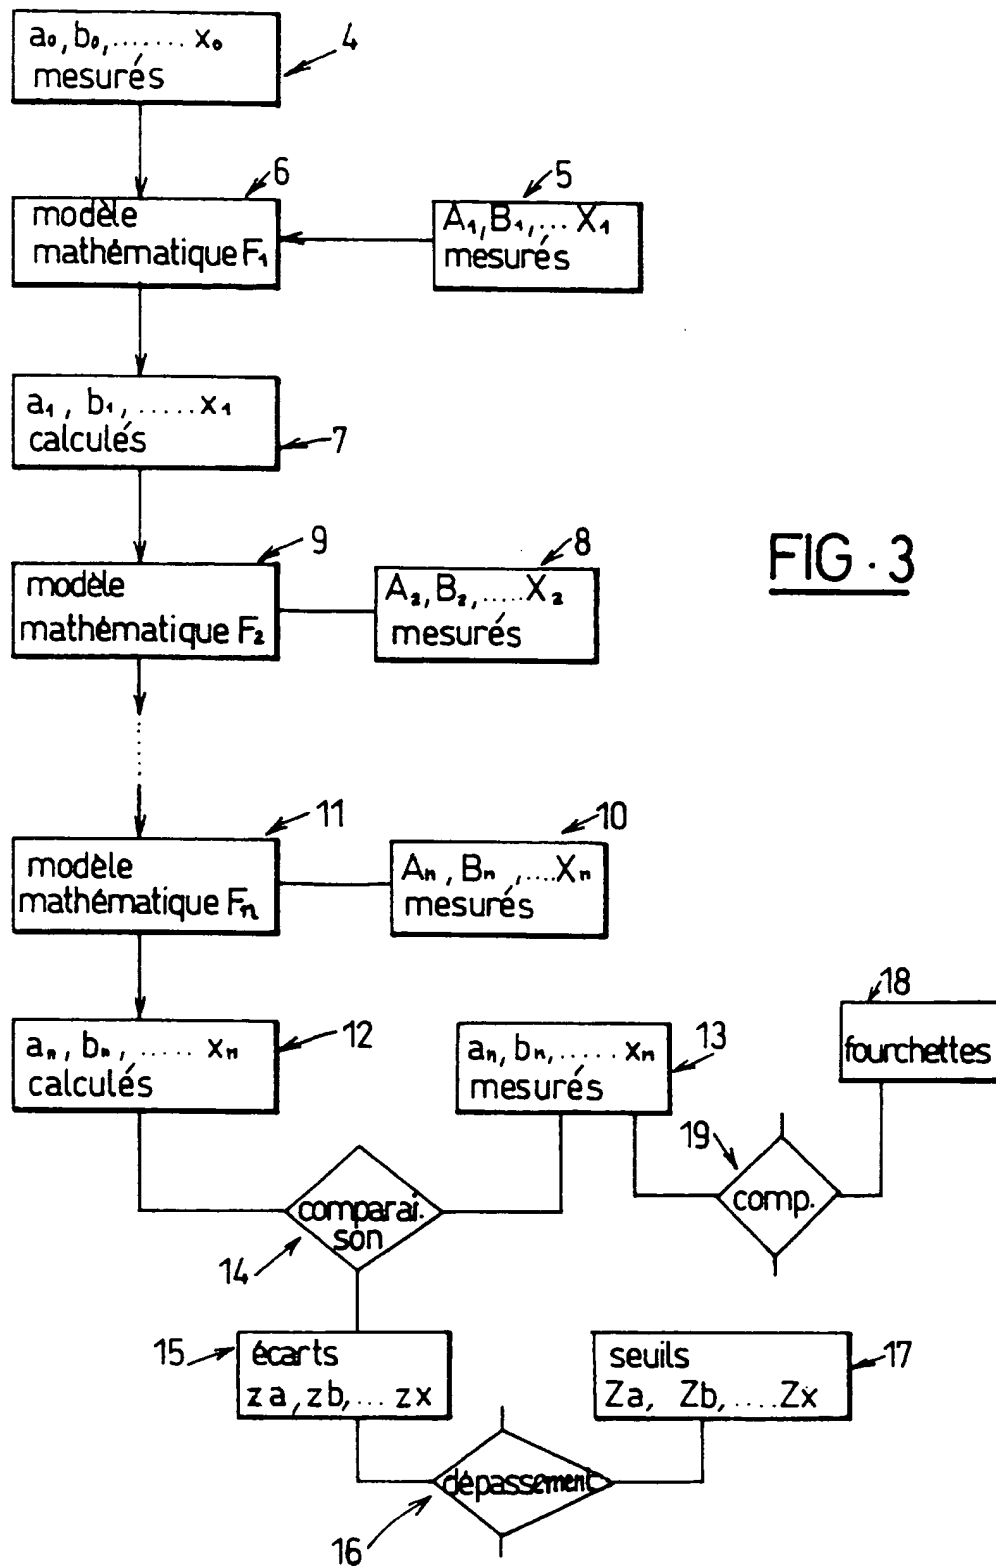 a₀, b₀, ....... x₀
mesurés
4
6
5
modèle
mathématique F₁
A₁, B₁, ... X₁
mesurés
a₁, b₁, ..... x₁
calculés
7
9
8
FIG. 3
modèle
mathématique F₂
A₂, B₂, ..... X₂
mesurés
11
10
modèle
mathématique Fₙ
Aₙ, Bₙ, .... Xₙ
mesurés
18
fourchettes
12
aₙ, bₙ, ..... xₙ
calculés
13
aₙ, bₙ, ..... xₙ
mesurés
19
comp.
comparai.
son
14
15
écarts
za, zb, ... zx
seuils
Za, Zb, .... Zx
17
dépassement
16